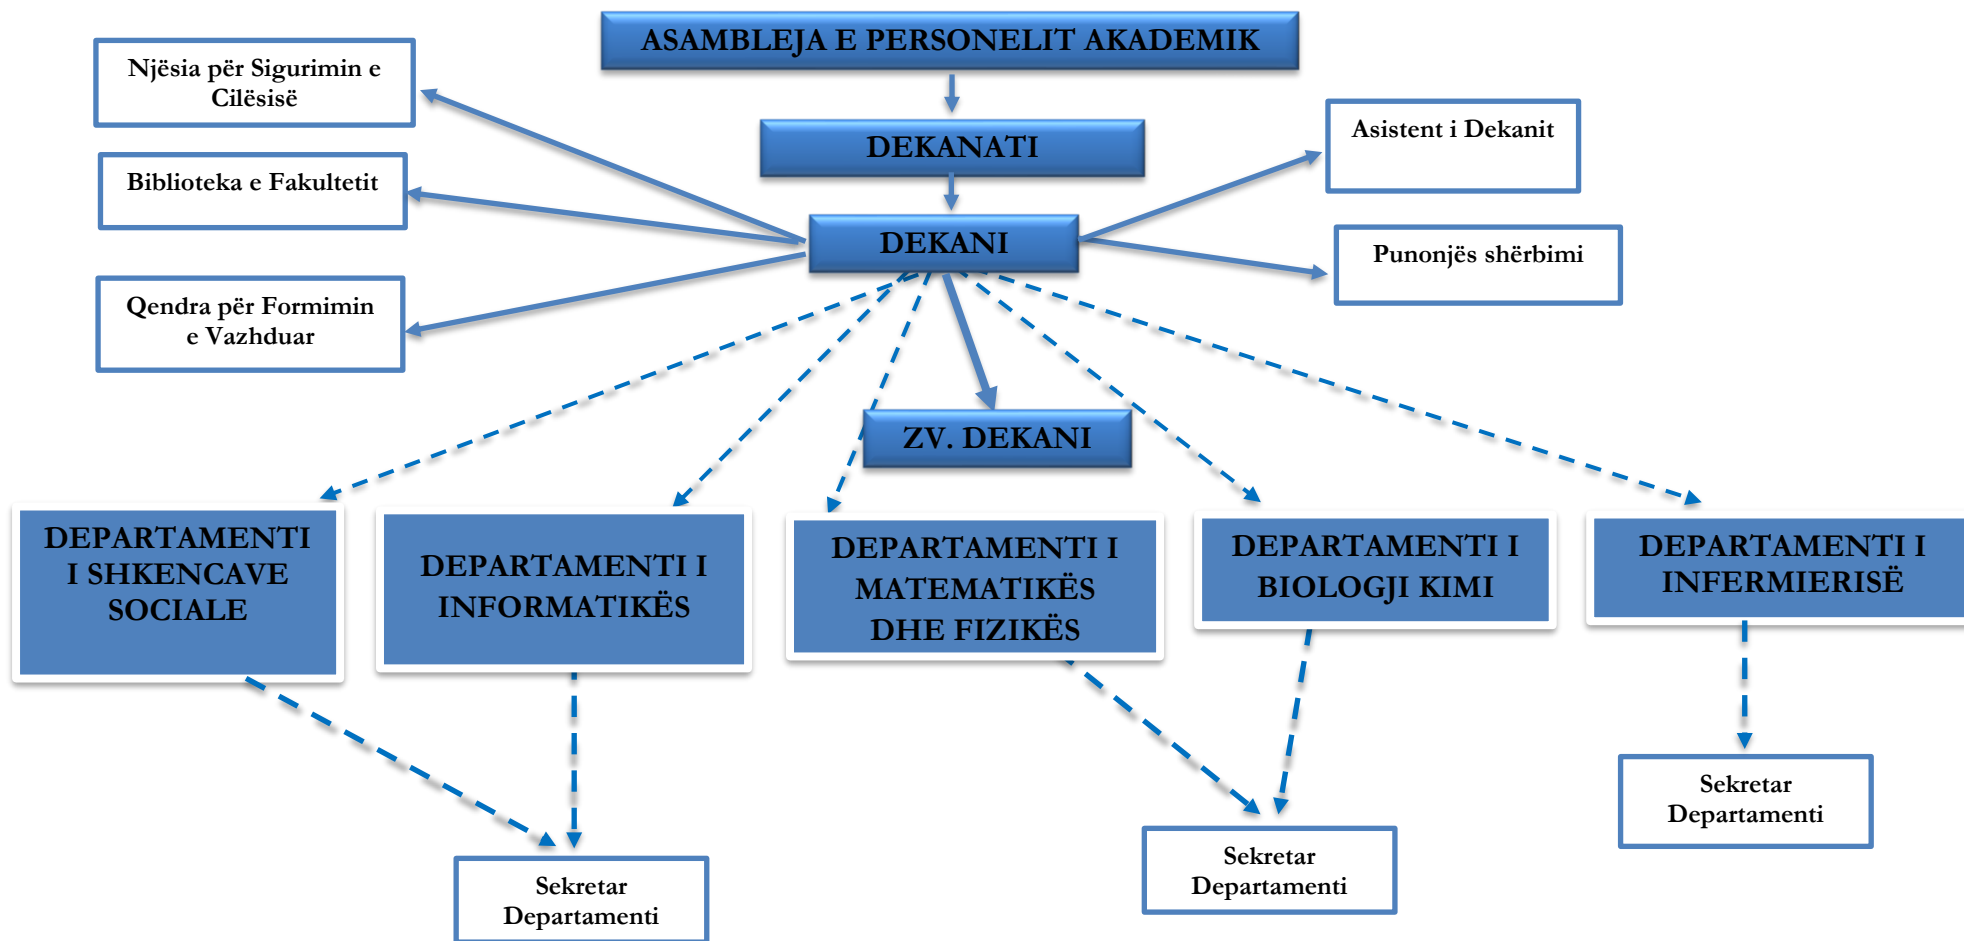 ASAMBLEJA E PERSONELIT AKADEMIK
Njësia për Sigurimin e
Cilësisë
DEKANATI
Asistent i Dekanit
Biblioteka e Fakultetit
DEKANI
Punonjës shërbimi
Qendra për Formimin
e Vazhduar
ZV. DEKANI
DEPARTAMENTI
I SHKENCAVE
SOCIALE
DEPARTAMENTI I
INFORMATIKËS
DEPARTAMENTI I
MATEMATIKËS
DHE FIZIKËS
DEPARTAMENTI I
BIOLOGJI KIMI
DEPARTAMENTI I
INFERMIERISË
Sekretar
Departamenti
Sekretar
Departamenti
Sekretar
Departamenti